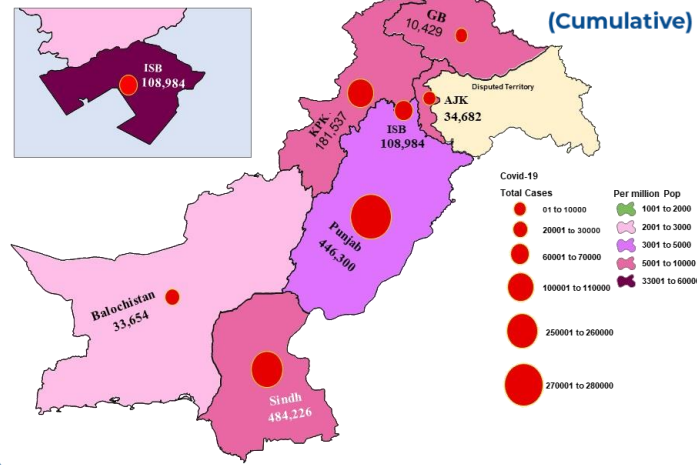 (Cumulative)
GB
10,429
ISB
108,984
Disputed Territory
AJK
34,682
KPK
181,537
ISB
108,984
Punjab
446,300
Balochistan
33,654
Sindh
484,226
Covid-19
Total Cases
01 to 10000
20001 to 30000
60001 to 70000
100001 to 110000
250001 to 260000
270001 to 280000
Per million Pop
1001 to 2000
2001 to 3000
3001 to 5000
5001 to 10000
33001 to 6000